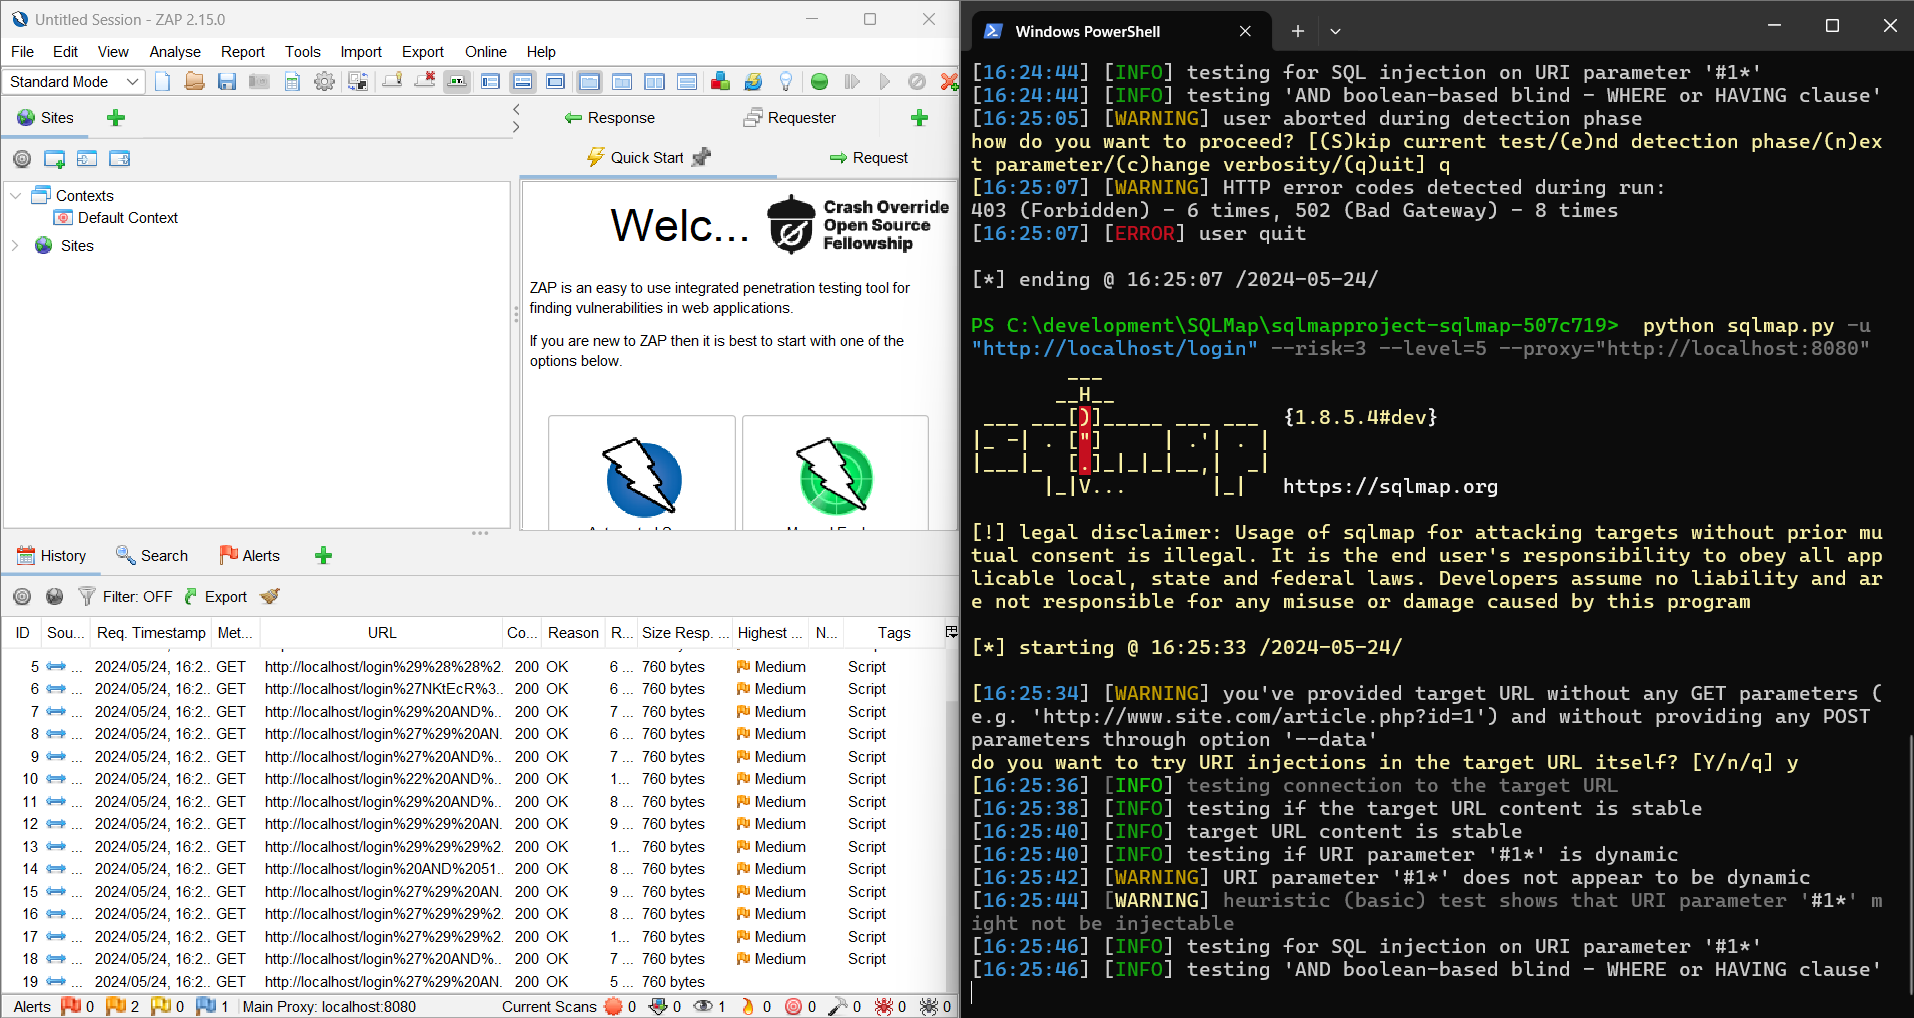 Untitled Session - ZAP 2.15.0
File Edit View Analyse Report Tools Import Export Online Help
Standard Mode
Sites
Response
Requester
Quick Start
Request
Contexts
Default Context
Sites
Welc...
Crash Override
Open Source
Fellowship
ZAP is an easy to use integrated penetration testing tool for
finding vulnerabilities in web applications.
If you are new to ZAP then it is best to start with one of the
options below.
History Search Alerts
Filter: OFF Export
ID Sou... Req. Timestamp Met... URL Co... Reason R... Size Resp. ... Highest ... N... Tags
5 ... 2024/05/24, 16:2... GET http://localhost/login%29%28%28%2... 200 OK 6 ... 760 bytes Medium Script
6 ... 2024/05/24, 16:2... GET http://localhost/login%27NKtEcR%3... 200 OK 6 ... 760 bytes Medium Script
7 ... 2024/05/24, 16:2... GET http://localhost/login%29%20AND%... 200 OK 7 ... 760 bytes Medium Script
8 ... 2024/05/24, 16:2... GET http://localhost/login%27%29%20AN... 200 OK 6 ... 760 bytes Medium Script
9 ... 2024/05/24, 16:2... GET http://localhost/login%27%20AND%... 200 OK 7 ... 760 bytes Medium Script
10 ... 2024/05/24, 16:2... GET http://localhost/login%22%20AND%... 200 OK 1... 760 bytes Medium Script
11 ... 2024/05/24, 16:2... GET http://localhost/login%29%20AND%... 200 OK 8 ... 760 bytes Medium Script
12 ... 2024/05/24, 16:2... GET http://localhost/login%29%29%20AN... 200 OK 9 ... 760 bytes Medium Script
13 ... 2024/05/24, 16:2... GET http://localhost/login%29%29%29%2... 200 OK 1... 760 bytes Medium Script
14 ... 2024/05/24, 16:2... GET http://localhost/login%20AND%2051... 200 OK 8 ... 760 bytes Medium Script
15 ... 2024/05/24, 16:2... GET http://localhost/login%27%29%20AN... 200 OK 9 ... 760 bytes Medium Script
16 ... 2024/05/24, 16:2... GET http://localhost/login%27%29%29%2... 200 OK 8 ... 760 bytes Medium Script
17 ... 2024/05/24, 16:2... GET http://localhost/login%27%29%29%2... 200 OK 1... 760 bytes Medium Script
18 ... 2024/05/24, 16:2... GET http://localhost/login%27%20AND%... 200 OK 7 ... 760 bytes Medium Script
19 ... 2024/05/24, 16:2... GET http://localhost/login%27%29%20AN... 200 OK 5 ... 760 bytes
Alerts 0 2 0 1 Main Proxy: localhost:8080 Current Scans 0 0 1 0 0 0 0 0
Windows PowerShell
[16:24:44] [INFO] testing for SQL injection on URI parameter '#1*'
[16:24:44] [INFO] testing 'AND boolean-based blind - WHERE or HAVING clause'
[16:25:05] [WARNING] user aborted during detection phase
how do you want to proceed? [(S)kip current test/(e)nd detection phase/(n)ex
t parameter/(c)hange verbosity/(q)uit] q
[16:25:07] [WARNING] HTTP error codes detected during run:
403 (Forbidden) - 6 times, 502 (Bad Gateway) - 8 times
[16:25:07] [ERROR] user quit
[*] ending @ 16:25:07 /2024-05-24/
PS C:\development\SQLMap\sqlmapproject-sqlmap-507c719> python sqlmap.py -u
"http://localhost/login" --risk=3 --level=5 --proxy="http://localhost:8080"
        ___
       __H__
 ___ ___[)]_____ ___ ___  {1.8.5.4#dev}
|_ -| . ["]     | .'| . |
|___|_  [.]_|_|_|__,|  _|
      |_|V...       |_|   https://sqlmap.org
[!] legal disclaimer: Usage of sqlmap for attacking targets without prior mu
tual consent is illegal. It is the end user's responsibility to obey all app
licable local, state and federal laws. Developers assume no liability and ar
e not responsible for any misuse or damage caused by this program
[*] starting @ 16:25:33 /2024-05-24/
[16:25:34] [WARNING] you've provided target URL without any GET parameters (
e.g. 'http://www.site.com/article.php?id=1') and without providing any POST
parameters through option '--data'
do you want to try URI injections in the target URL itself? [Y/n/q] y
[16:25:36] [INFO] testing connection to the target URL
[16:25:38] [INFO] testing if the target URL content is stable
[16:25:40] [INFO] target URL content is stable
[16:25:40] [INFO] testing if URI parameter '#1*' is dynamic
[16:25:42] [WARNING] URI parameter '#1*' does not appear to be dynamic
[16:25:44] [WARNING] heuristic (basic) test shows that URI parameter '#1*' m
ight not be injectable
[16:25:46] [INFO] testing for SQL injection on URI parameter '#1*'
[16:25:46] [INFO] testing 'AND boolean-based blind - WHERE or HAVING clause'